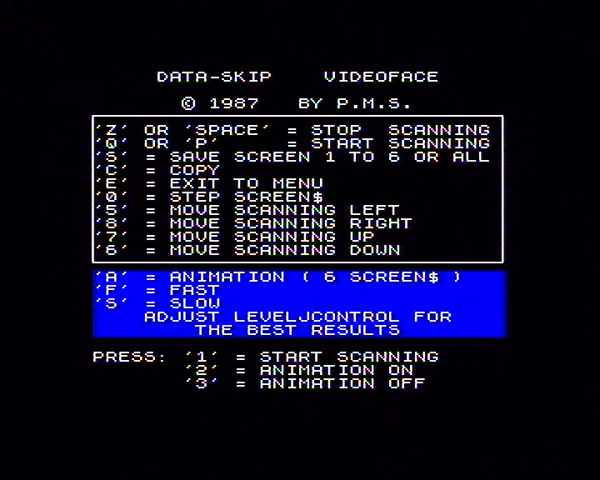 DATA-SKIP VIDEOFACE
© 1987 BY P.M.S.
'Z' OR 'SPACE' = STOP SCANNING
'Q' OR 'P' = START SCANNING
'S' = SAVE SCREEN 1 TO 6 OR ALL
'C' = COPY
'E' = EXIT TO MENU
'0' = STEP SCREEN$
'5' = MOVE SCANNING LEFT
'8' = MOVE SCANNING RIGHT
'7' = MOVE SCANNING UP
'6' = MOVE SCANNING DOWN
'A' = ANIMATION ( 6 SCREEN$ )
'F' = FAST
'S' = SLOW
ADJUST LEVELJCONTROL FOR
THE BEST RESULTS
PRESS: '1' = START SCANNING
'2' = ANIMATION ON
'3' = ANIMATION OFF